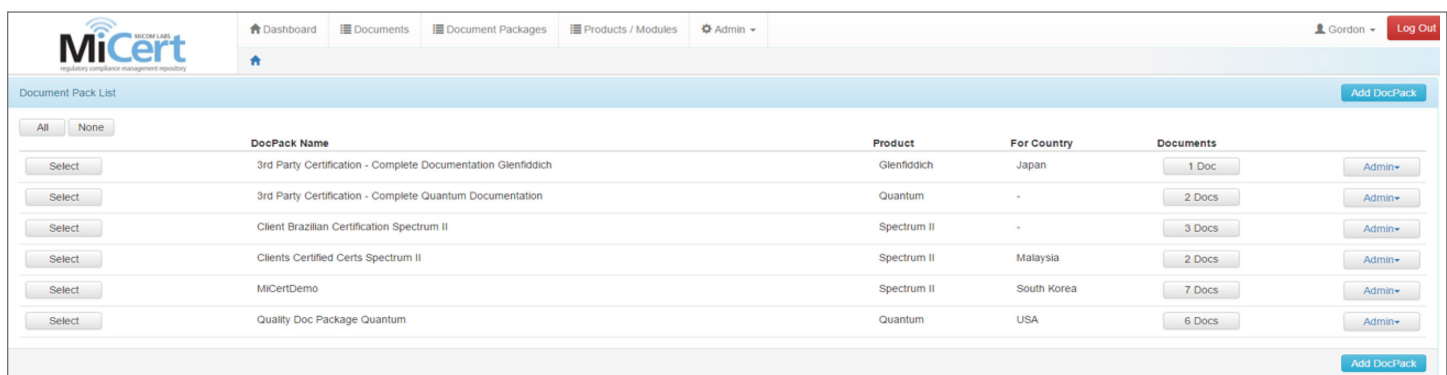 MICOM LABS
MiCert
regulatory compliance management repository
Dashboard Documents Document Packages Products / Modules Admin Gordon Log Out
Document Pack List Add DocPack
All None
DocPack Name Product For Country Documents
Select 3rd Party Certification - Complete Documentation Glenfiddich Glenfiddich Japan 1 Doc Admin
Select 3rd Party Certification - Complete Quantum Documentation Quantum - 2 Docs Admin
Select Client Brazilian Certification Spectrum II Spectrum II - 3 Docs Admin
Select Clients Certified Certs Spectrum II Spectrum II Malaysia 2 Docs Admin
Select MiCertDemo Spectrum II South Korea 7 Docs Admin
Select Quality Doc Package Quantum Quantum USA 6 Docs Admin
Add DocPack